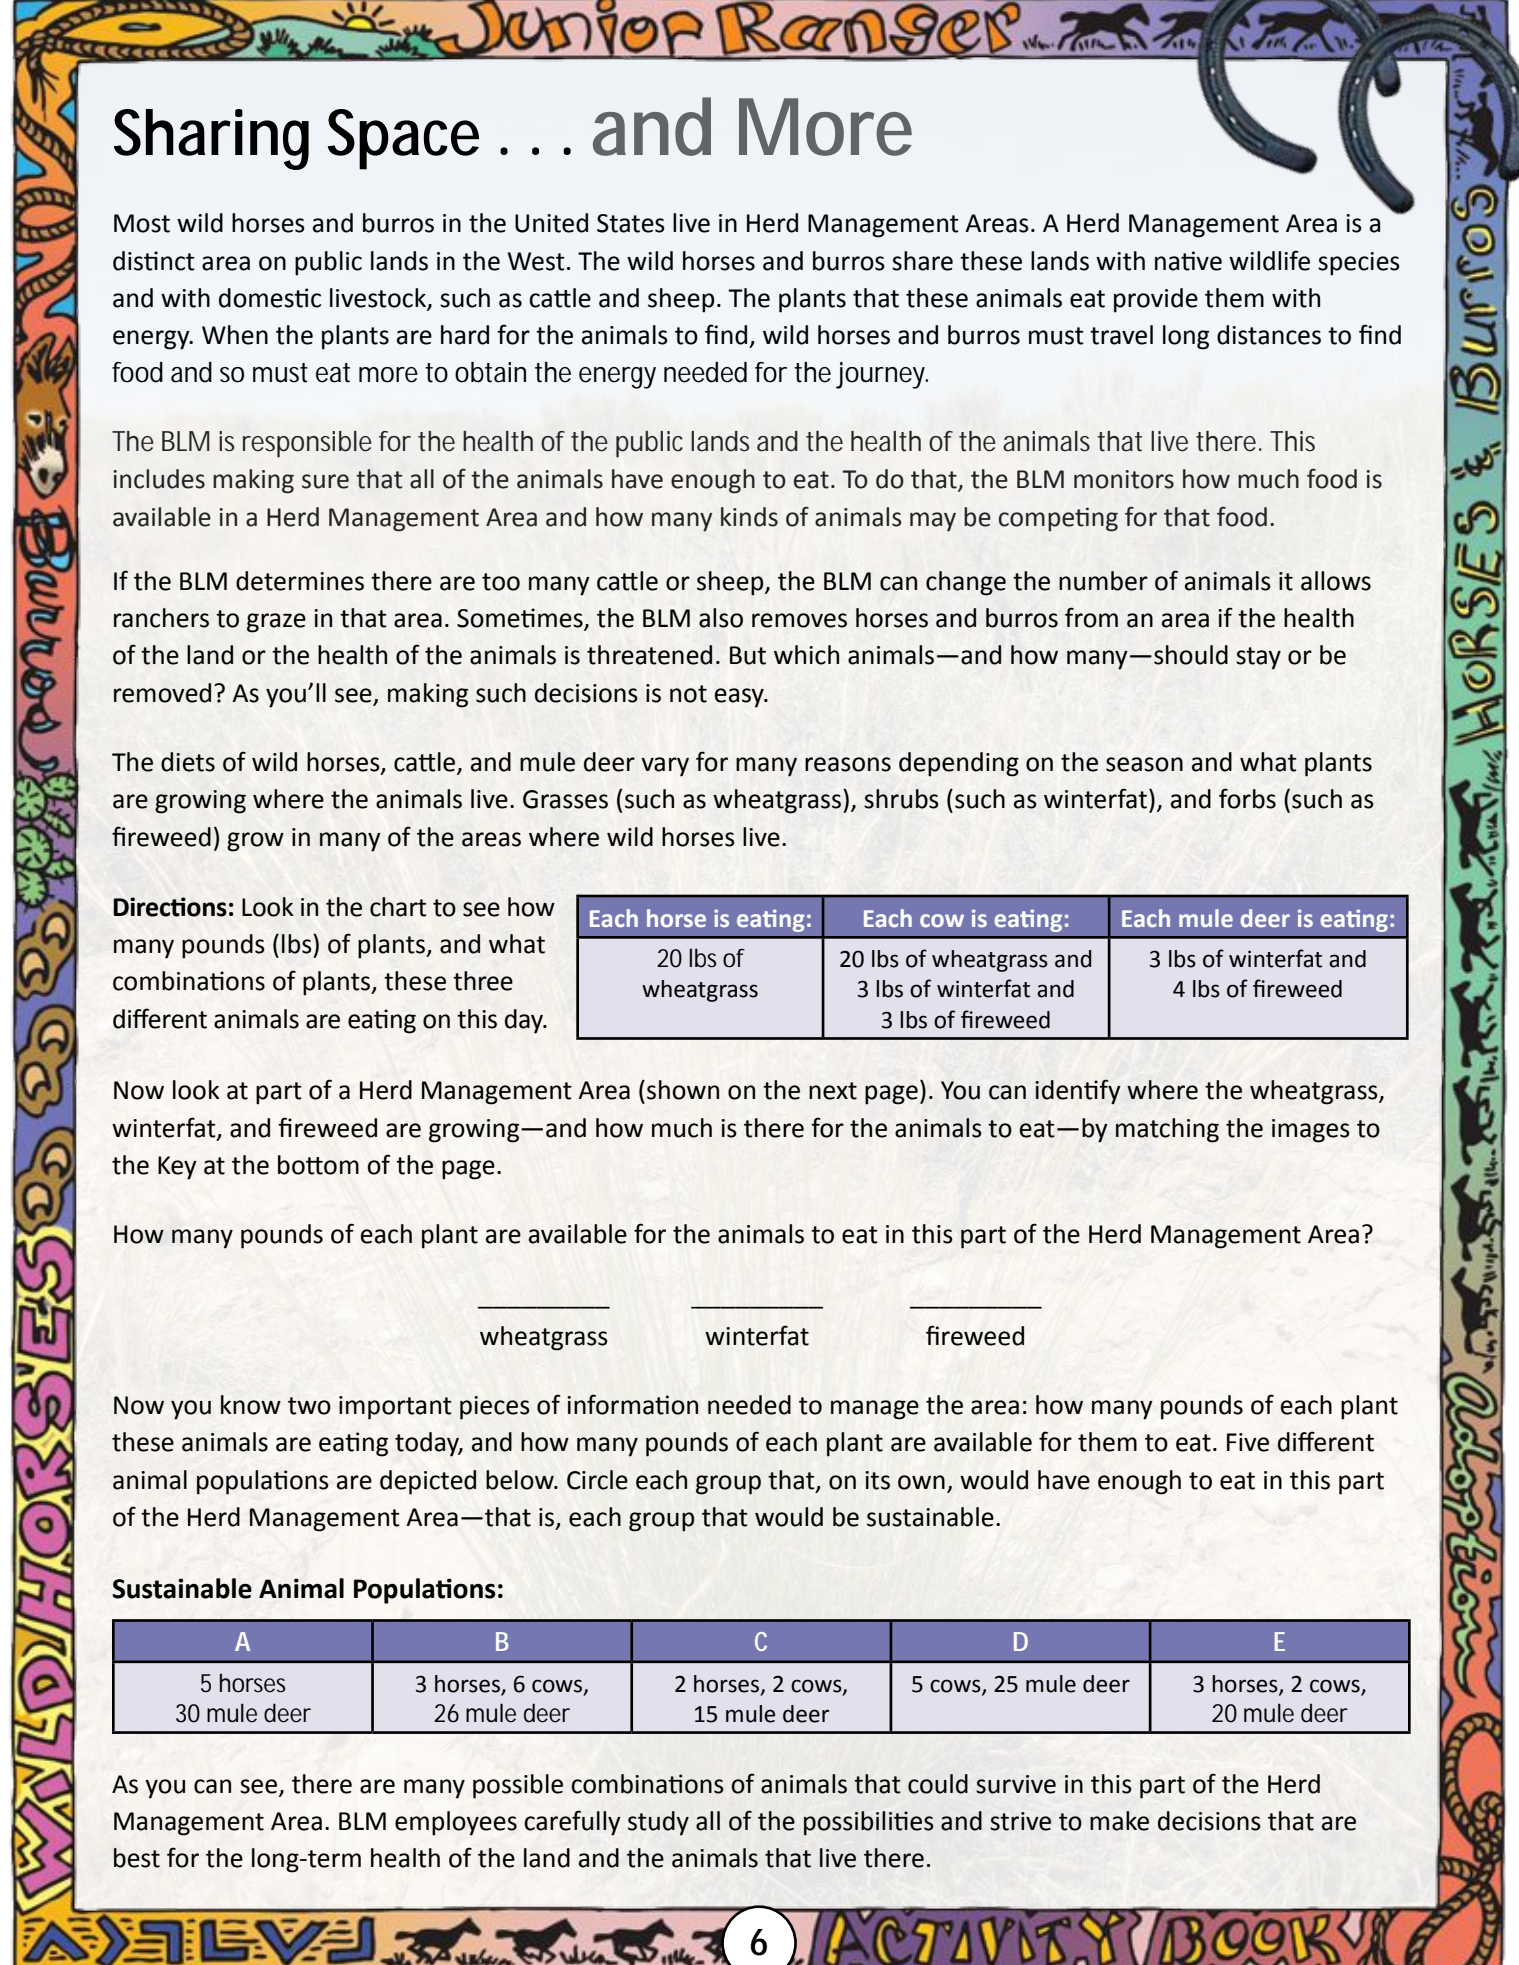 Junior Ranger
Sharing Space . . . and More
Most wild horses and burros in the United States live in Herd Management Areas. A Herd Management Area is a
distinct area on public lands in the West. The wild horses and burros share these lands with native wildlife species
and with domestic livestock, such as cattle and sheep. The plants that these animals eat provide them with
energy. When the plants are hard for the animals to find, wild horses and burros must travel long distances to find
food and so must eat more to obtain the energy needed for the journey.
The BLM is responsible for the health of the public lands and the health of the animals that live there. This
includes making sure that all of the animals have enough to eat. To do that, the BLM monitors how much food is
available in a Herd Management Area and how many kinds of animals may be competing for that food.
If the BLM determines there are too many cattle or sheep, the BLM can change the number of animals it allows
ranchers to graze in that area. Sometimes, the BLM also removes horses and burros from an area if the health
of the land or the health of the animals is threatened. But which animals—and how many—should stay or be
removed? As you'll see, making such decisions is not easy.
The diets of wild horses, cattle, and mule deer vary for many reasons depending on the season and what plants
are growing where the animals live. Grasses (such as wheatgrass), shrubs (such as winterfat), and forbs (such as
fireweed) grow in many of the areas where wild horses live.
Directions: Look in the chart to see how
many pounds (lbs) of plants, and what
combinations of plants, these three
different animals are eating on this day.
Each horse is eating: Each cow is eating: Each mule deer is eating:
20 lbs of 20 lbs of wheatgrass and 3 lbs of winterfat and
wheatgrass 3 lbs of winterfat and 4 lbs of fireweed
3 lbs of fireweed
Now look at part of a Herd Management Area (shown on the next page). You can identify where the wheatgrass,
winterfat, and fireweed are growing—and how much is there for the animals to eat—by matching the images to
the Key at the bottom of the page.
How many pounds of each plant are available for the animals to eat in this part of the Herd Management Area?
__________ __________ __________
wheatgrass winterfat fireweed
Now you know two important pieces of information needed to manage the area: how many pounds of each plant
these animals are eating today, and how many pounds of each plant are available for them to eat. Five different
animal populations are depicted below. Circle each group that, on its own, would have enough to eat in this part
of the Herd Management Area—that is, each group that would be sustainable.
Sustainable Animal Populations:
A B C D E
5 horses 3 horses, 6 cows, 2 horses, 2 cows, 5 cows, 25 mule deer 3 horses, 2 cows,
30 mule deer 26 mule deer 15 mule deer 20 mule deer
As you can see, there are many possible combinations of animals that could survive in this part of the Herd
Management Area. BLM employees carefully study all of the possibilities and strive to make decisions that are
best for the long-term health of the land and the animals that live there.
6
ACTIVITY BOOK
WILD HORSES
Burros
HORSES & Burros
Adoption